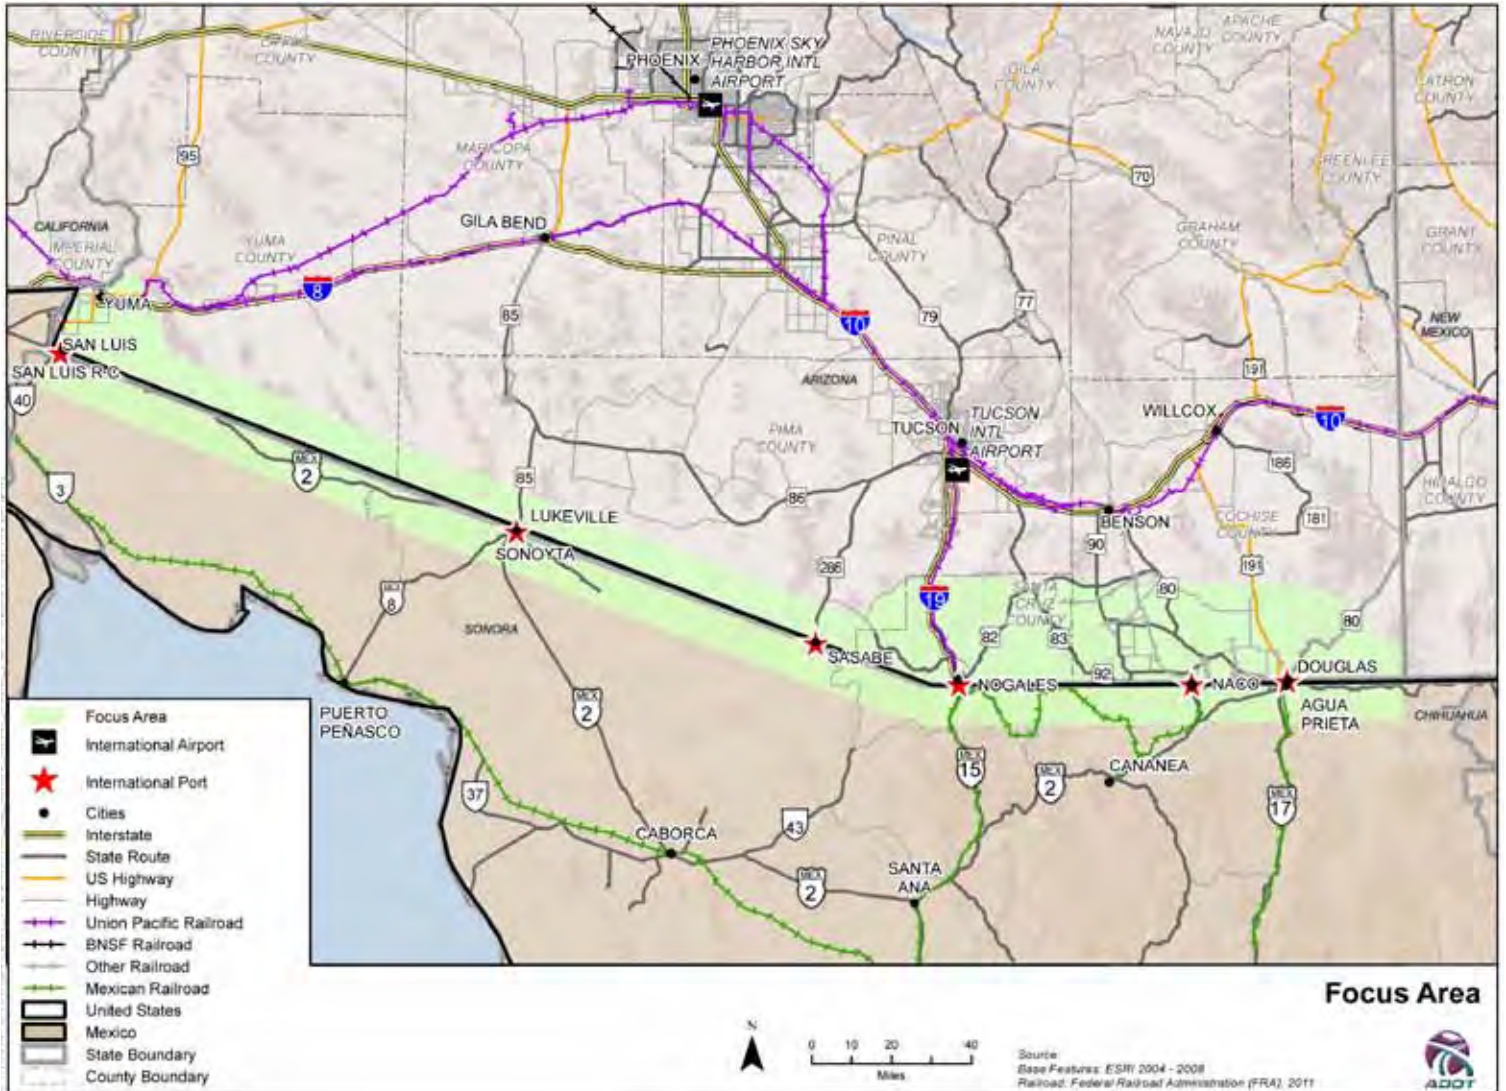 RIVERSIDE
COUNTY
COUNTY
PHOENIX
PHOENIX SKY
HARBOR INTL
AIRPORT
NAVAJO
COUNTY
APACHE
COUNTY
GILA
COUNTY
COUNTY
95
MARICOPA
COUNTY
70
COUNTY
CALIFORNIA
IMPERIAL
COUNTY
YUMA
COUNTY
GILA BEND
PINAL
COUNTY
GRAHAM
COUNTY
GRANT
COUNTY
YUMA
8
85
10
79
77
NEW
MEXICO
SAN LUIS
SAN LUIS R.C
40
ARIZONA
191
WILLCOX
10
PIMA
COUNTY
TUCSON
TUCSON
INTL
AIRPORT
MEX
2
3
85
86
186
HIDALGO
COUNTY
LUKEVILLE
SONOYTA
BENSON
COCHISE
COUNTY
181
90
191
286
19
SANTA
CRUZ
COUNTY
80
80
MEX
8
SONORA
82
83
SASABE
92
NOGALES
NACO
DOUGLAS
AGUA
PRIETA
CHIHUAHUA
MEX
2
PUERTO
PEÑASCO
MEX
15
MEX
2
CANANEA
MEX
17
37
43
CABORCA
MEX
2
SANTA
ANA
Focus Area
International Airport
International Port
Cities
Interstate
State Route
US Highway
Highway
Union Pacific Railroad
BNSF Railroad
Other Railroad
Mexican Railroad
United States
Mexico
State Boundary
County Boundary
N
0 10 20 40
Miles
Focus Area
Source
Base Features: ESRI 2004 - 2008
Railroad: Federal Railroad Administration (FRA), 2011
ADOT